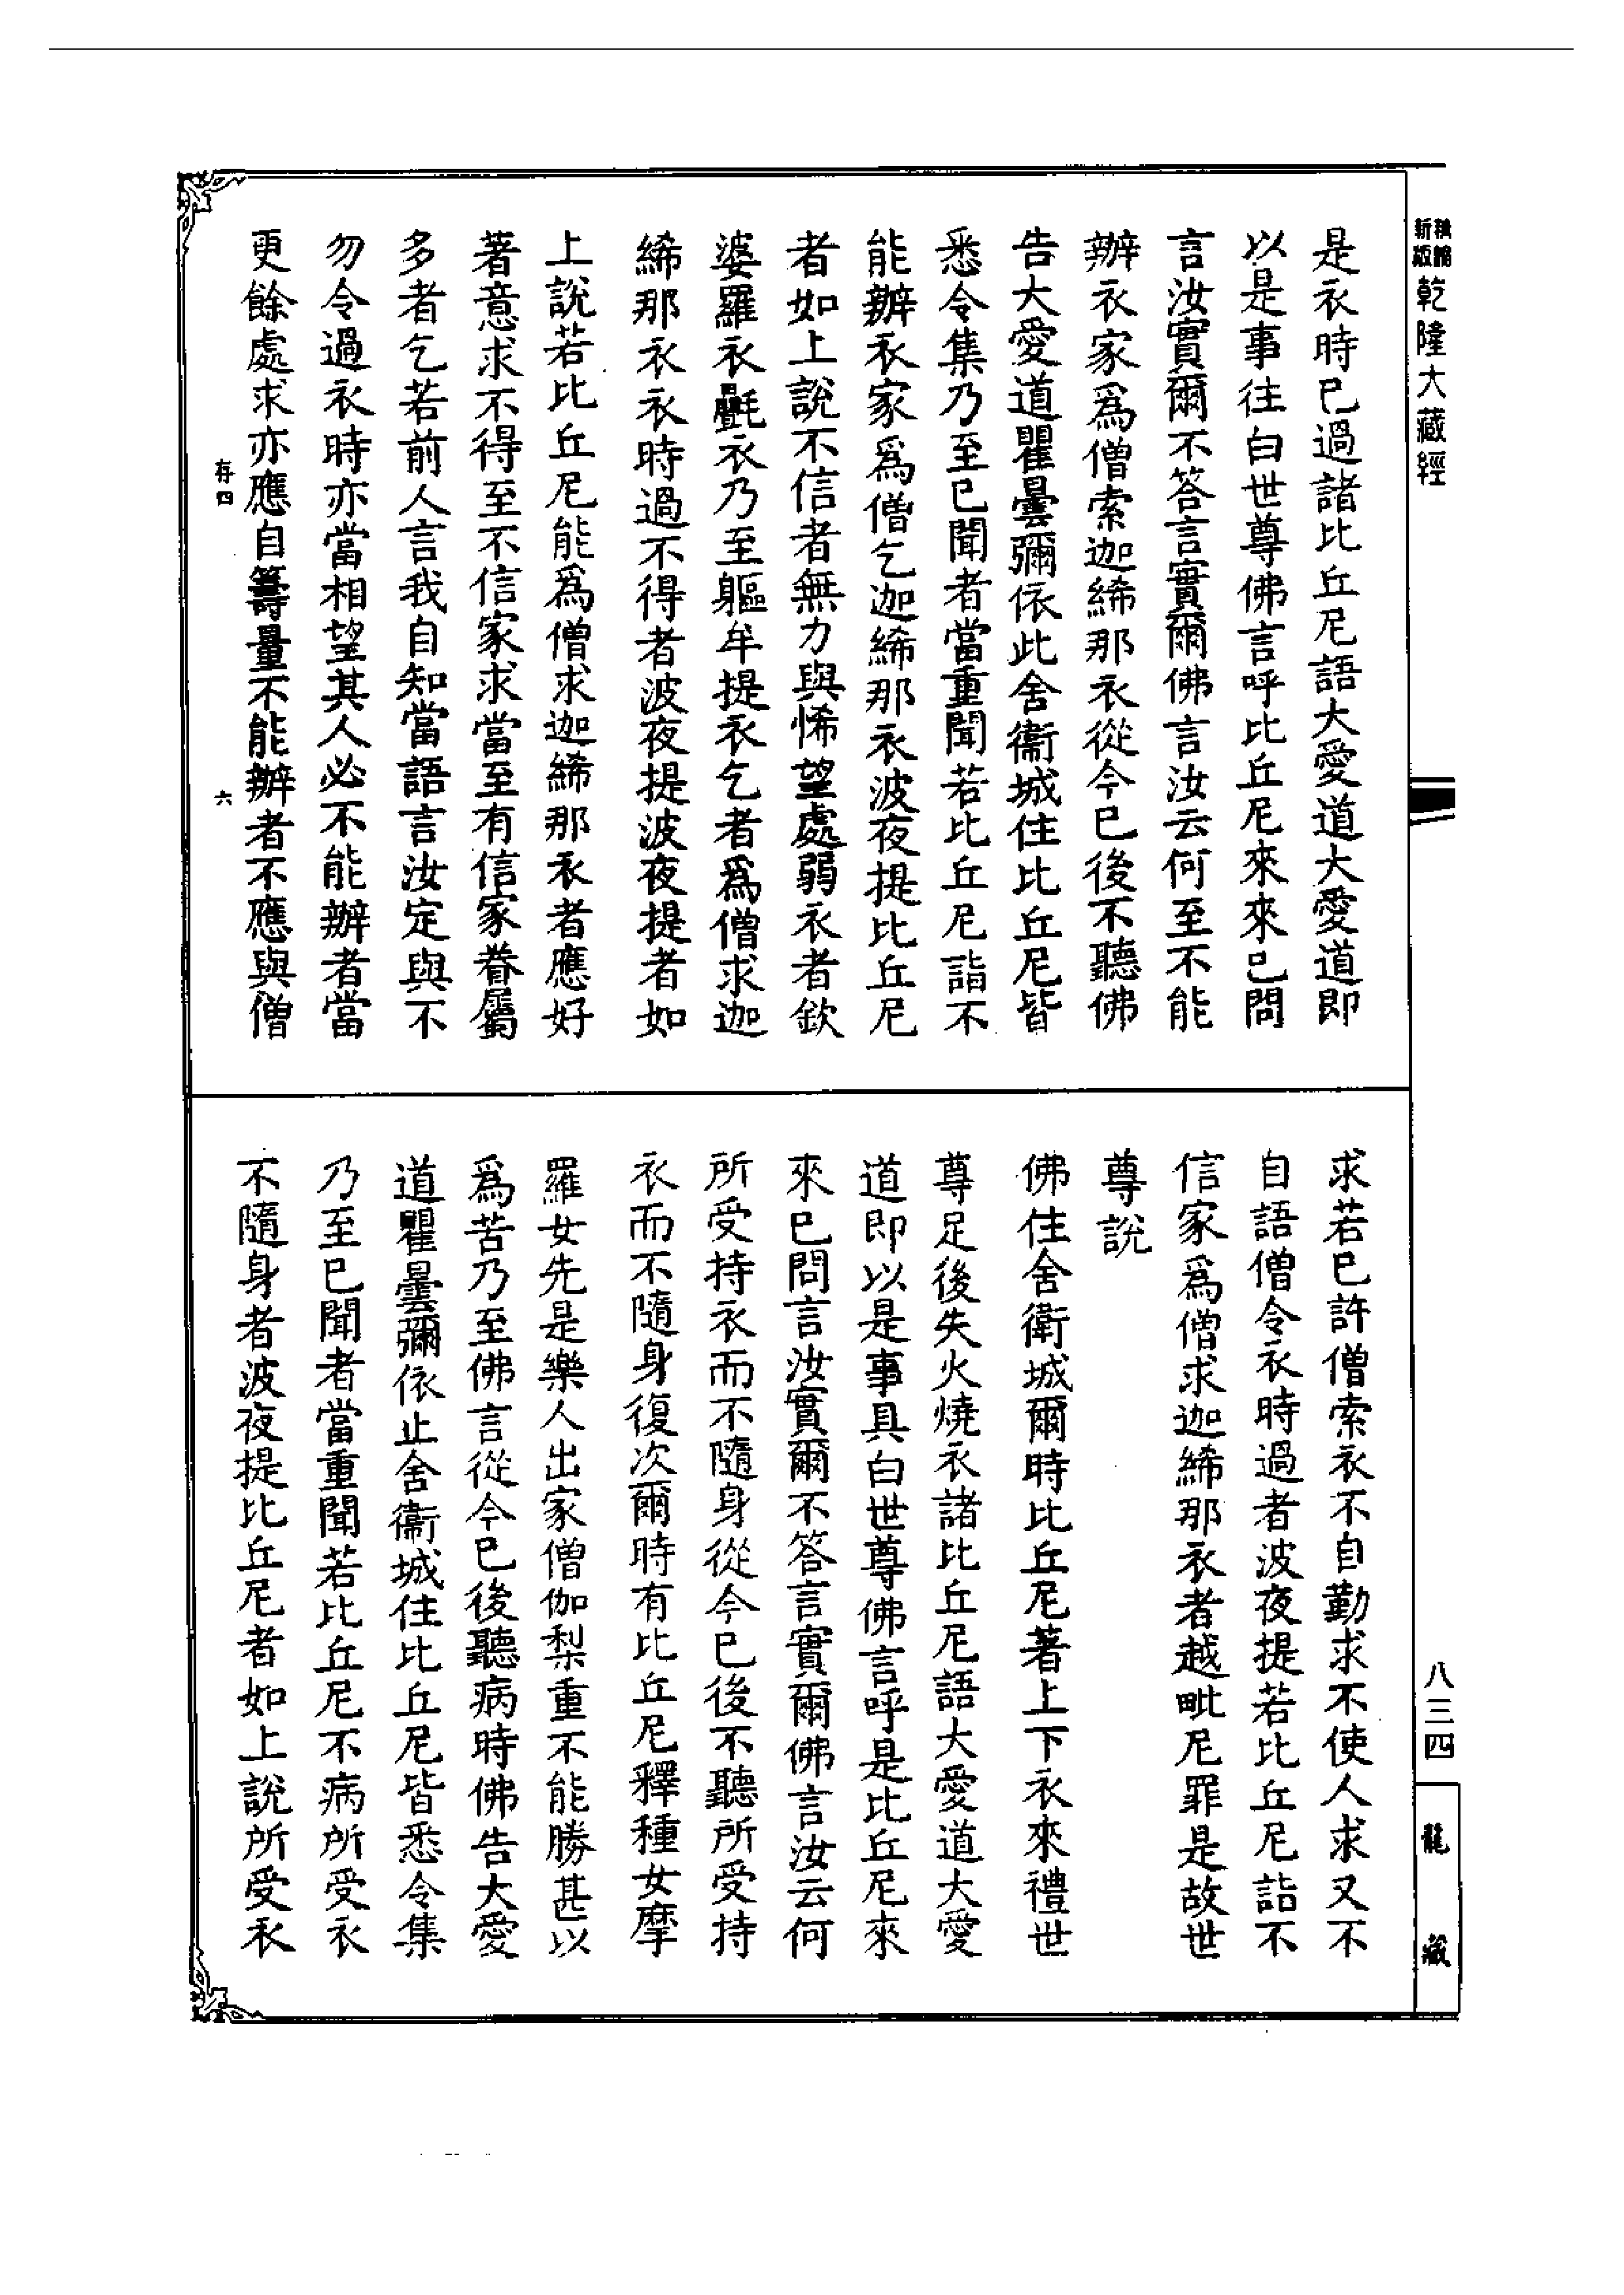 新版精縮乾隆大藏經
是衣時已過諸比丘尼語大愛道大愛道即
以是事往白世尊佛言呼比丘尼來來已問
言汝實爾不答言實爾佛言汝云何至不能
辦衣家爲僧索迦絺那衣從今已後不聽佛
告大愛道瞿曇彌依此舍衞城住比丘尼皆
悉令集乃至已聞者當重聞若比丘尼詣不
能辦衣家爲僧乞迦絺那衣波夜提比丘尼
者如上說不信者無力與悕望處弱衣者欽
婆羅衣㲲衣乃至軀牟提衣乞者爲僧求迦
絺那衣衣時過不得者波夜提波夜提者如
上說若比丘尼能爲僧求迦絺那衣者應好
著意求不得至不信家求當至有信家眷屬
多者乞若前人言我自知當語言汝定與不
勿令過衣時亦當相望其人必不能辦者當
更餘處求亦應自籌量不能辦者不應與僧
存四
六
求若已許僧索衣不自勤求不使人求又不
自語僧令衣時過者波夜提若比丘尼詣不
信家爲僧求迦絺那衣者越毗尼罪是故世
尊說
佛住舍衛城爾時比丘尼著上下衣來禮世
尊足後失火燒衣諸比丘尼語大愛道大愛
道即以是事具白世尊佛言呼是比丘尼來
來已問言汝實爾不答言實爾佛言汝云何
所受持衣而不隨身從今已後不聽所受持
衣而不隨身復次爾時有比丘尼釋種女摩
羅女先是樂人出家僧伽梨重不能勝甚以
爲苦乃至佛言從今已後聽病時佛告大愛
道瞿曇彌依止舍衞城住比丘尼皆悉令集
乃至已聞者當重聞若比丘尼不病所受衣
不隨身者波夜提比丘尼者如上說所受衣
八三四
龍藏